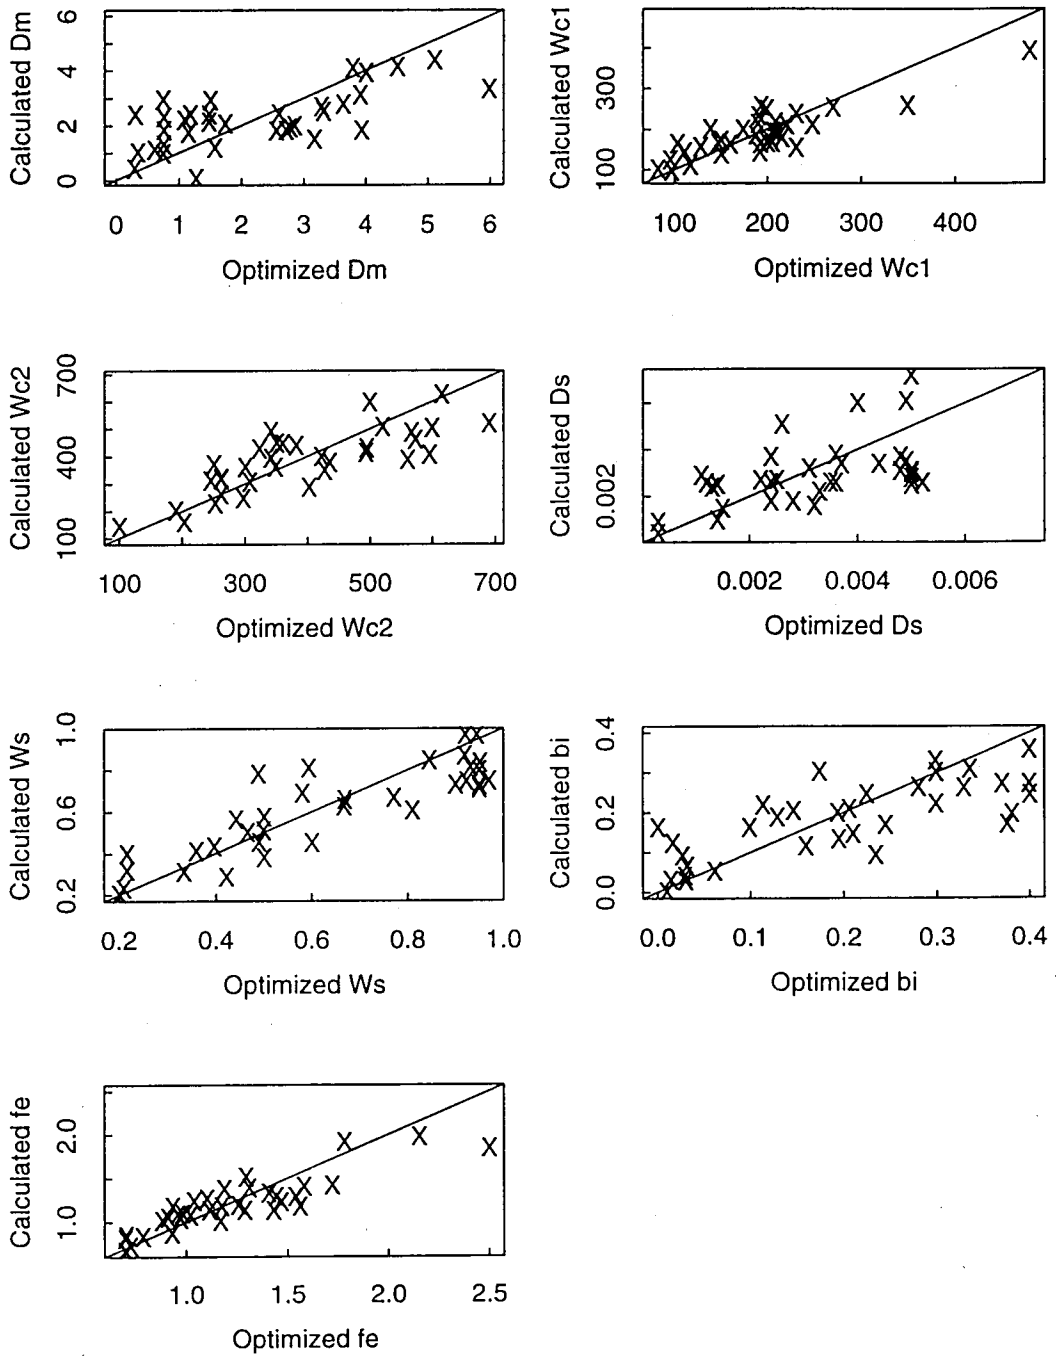 Calculated Dm
6
4
2
0
0 1 2 3 4 5 6
Optimized Dm
Calculated Wc1
300
100
100 200 300 400
Optimized Wc1
Calculated Wc2
700
400
100
100 300 500 700
Optimized Wc2
Calculated Ds
0.002
0.002 0.004 0.006
Optimized Ds
Calculated Ws
1.0
0.6
0.2
0.2 0.4 0.6 0.8 1.0
Optimized Ws
Calculated bi
0.4
0.2
0.0
0.0 0.1 0.2 0.3 0.4
Optimized bi
Calculated fe
2.0
1.0
1.0 1.5 2.0 2.5
Optimized fe